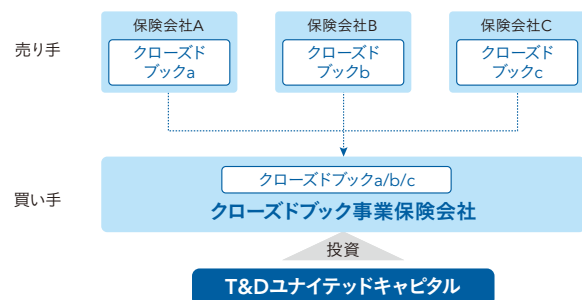 売り手
保険会社A
クローズド
ブックa
保険会社B
クローズド
ブックb
保険会社C
クローズド
ブックc
買い手
クローズドブックa/b/c
クローズドブック事業保険会社
投資
T&Dユナイテッドキャピタル